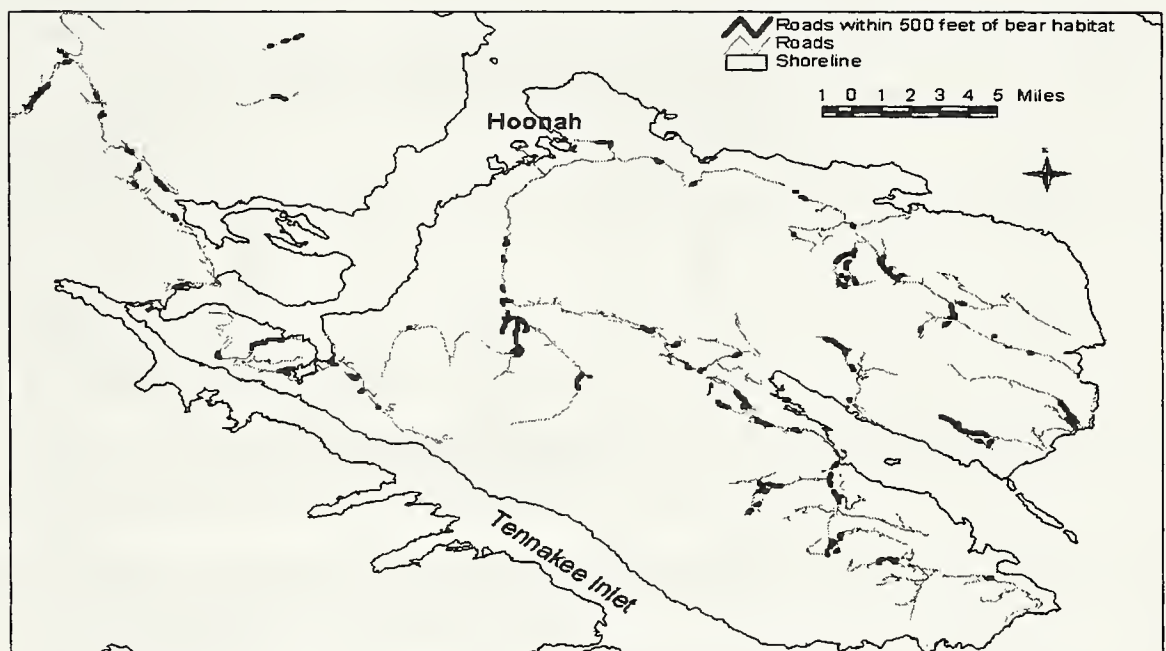 Roads within 500 feet of bear habitat
Roads
Shoreline
1 0 1 2 3 4 5 Miles
Hoonah
Tennakee Inlet